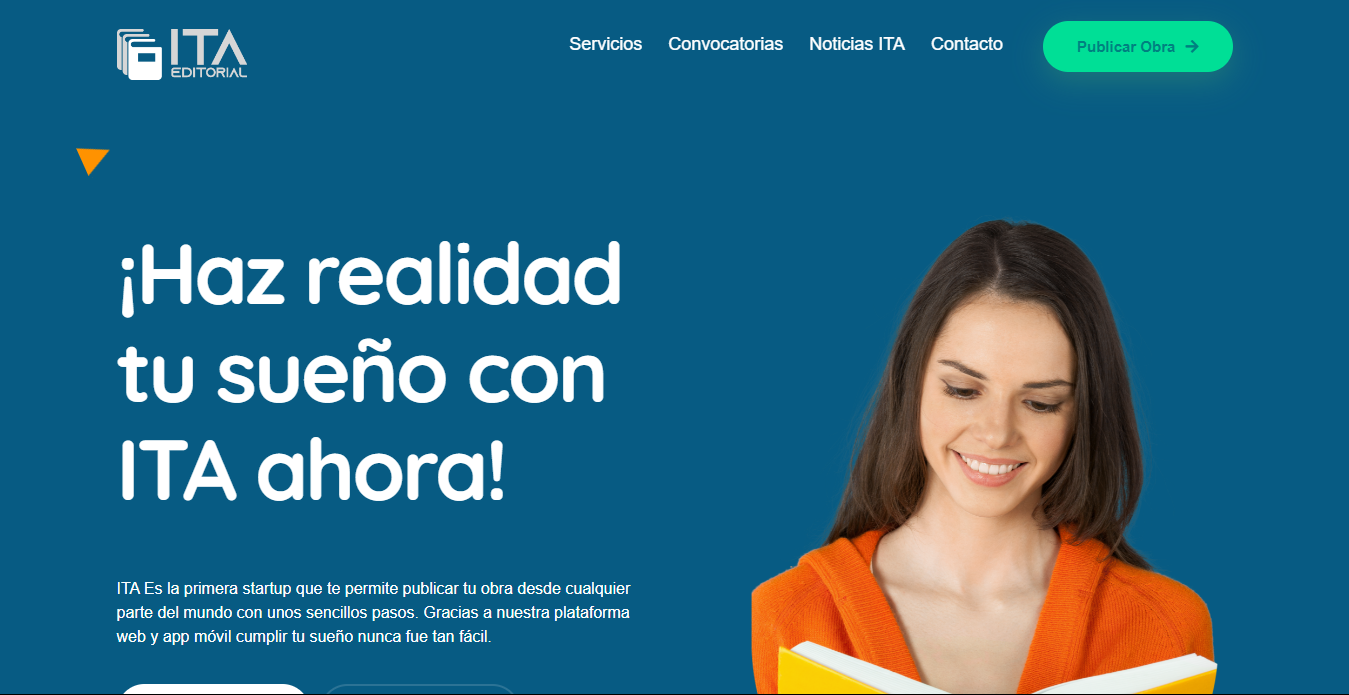 ITA
EDITORIAL
Servicios
Convocatorias
Noticias ITA
Contacto
Publicar Obra
¡Haz realidad
tu sueño con
ITA ahora!
ITA Es la primera startup que te permite publicar tu obra desde cualquier
parte del mundo con unos sencillos pasos. Gracias a nuestra plataforma
web y app móvil cumplir tu sueño nunca fue tan fácil.